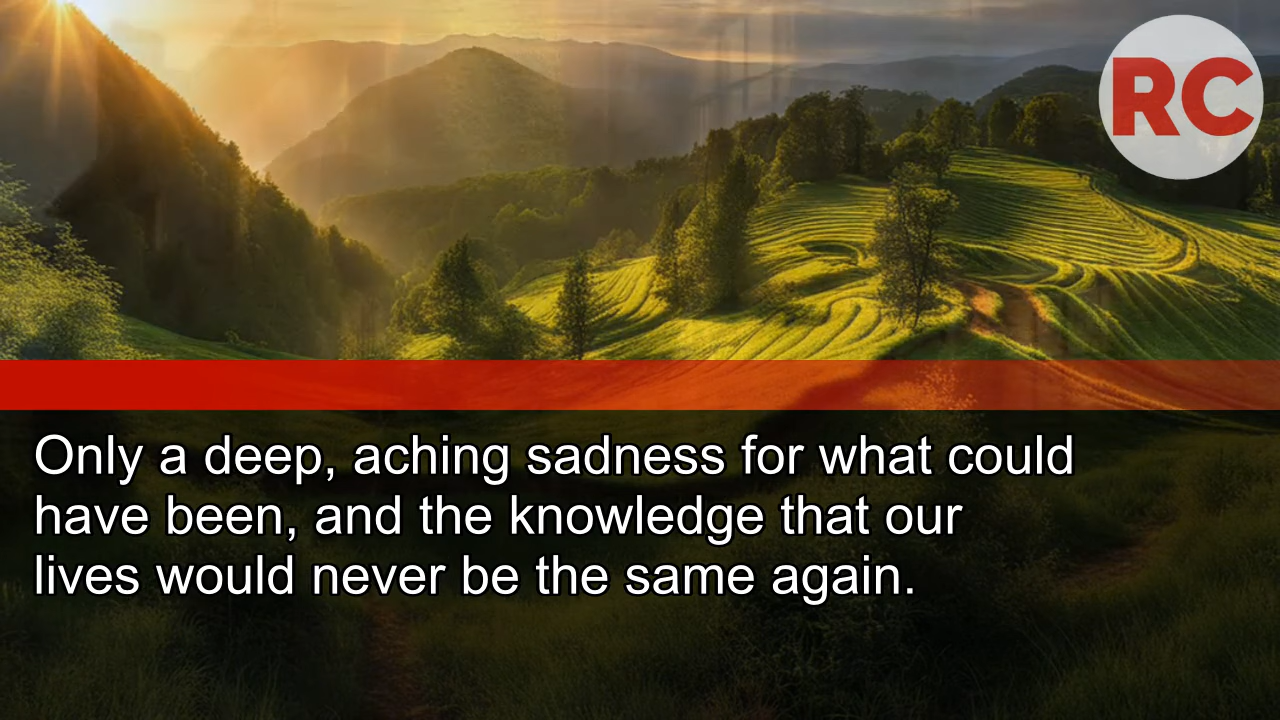 RC
Only a deep, aching sadness for what could
have been, and the knowledge that our
lives would never be the same again.